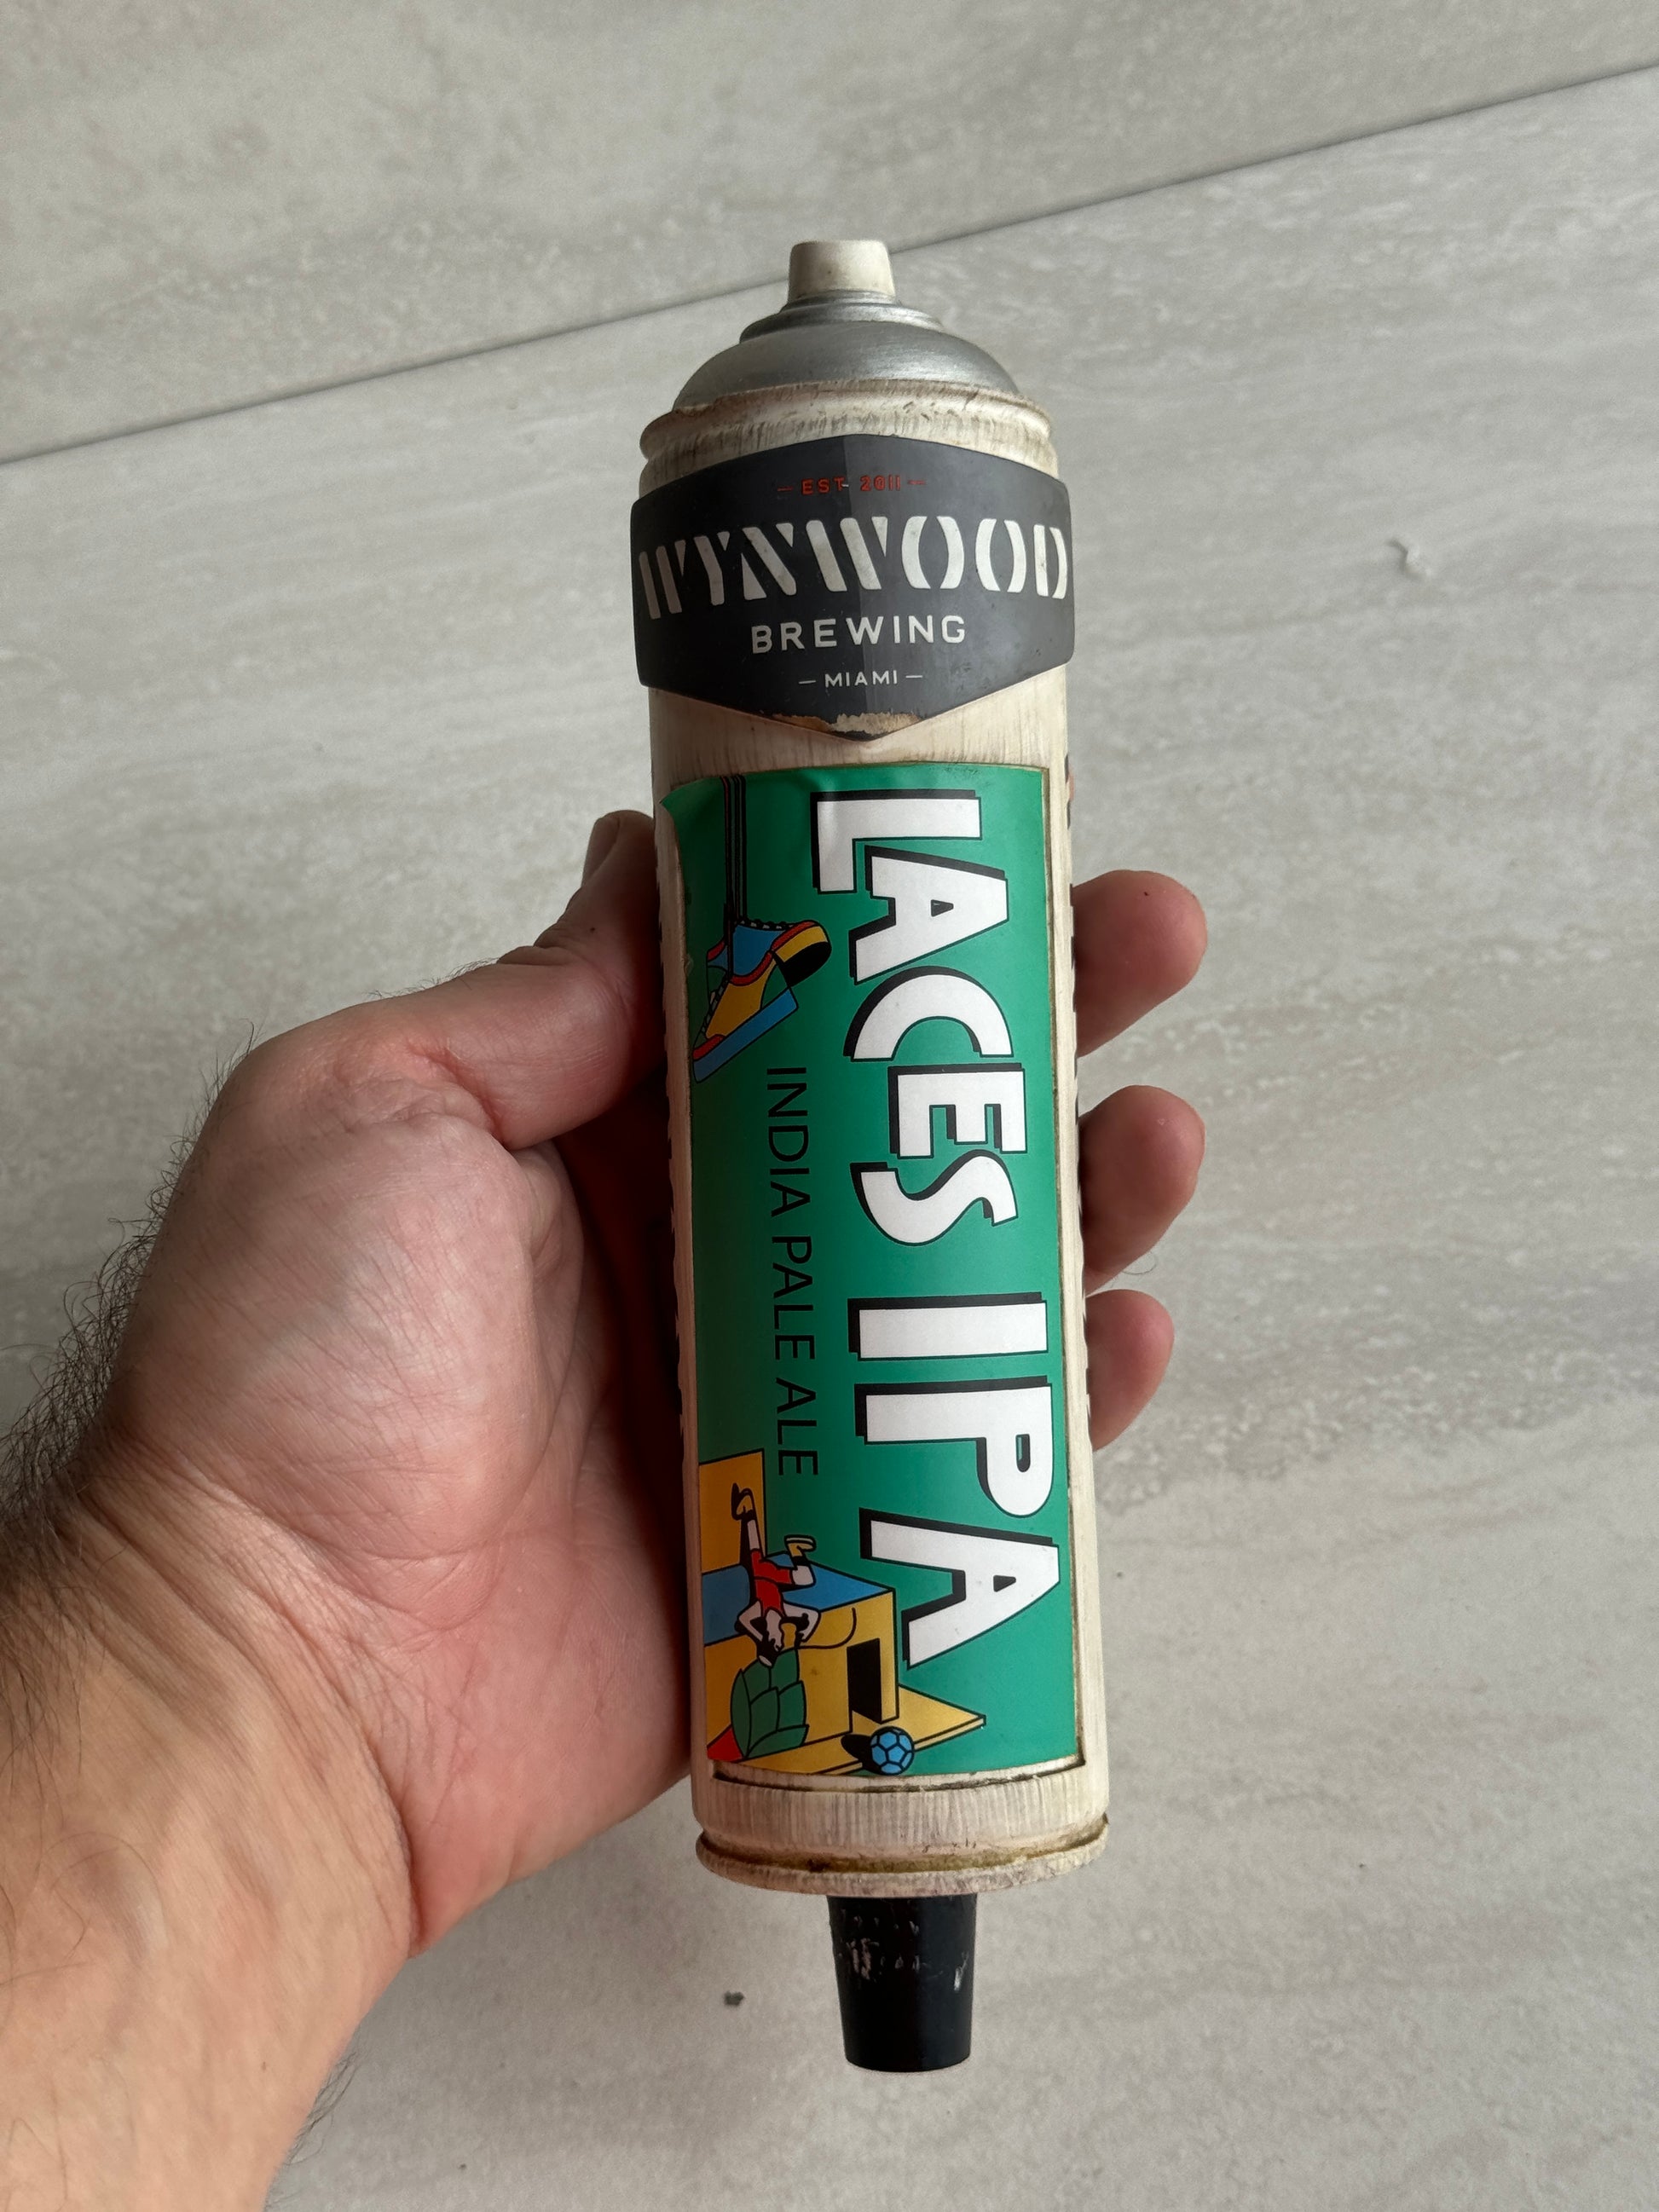 — EST 2011 —
WYNWOOD
BREWING
— MIAMI —
LACES IPA
INDIA PALE ALE